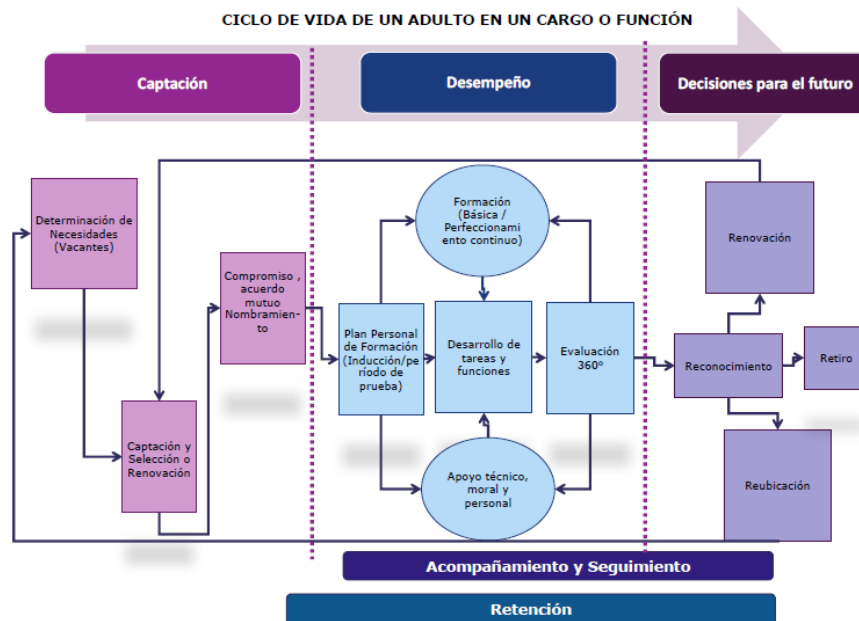 CICLO DE VIDA DE UN ADULTO EN UN CARGO O FUNCIÓN
Captación
Desempeño
Decisiones para el futuro
Determinación de
Necesidades
(Vacantes)
Captación y
Selección o
Renovación
Compromiso ,
acuerdo
mutuo
Nombramien-
to
Plan Personal
de Formación
(Inducción/pe
ríodo de
prueba)
Formación
(Básica /
Perfeccionami
ento continuo)
Desarrollo de
tareas y
funciones
Apoyo técnico,
moral y
personal
Evaluación
360º
Reconocimiento
Renovación
Retiro
Reubicación
Acompañamiento y Seguimiento
Retención